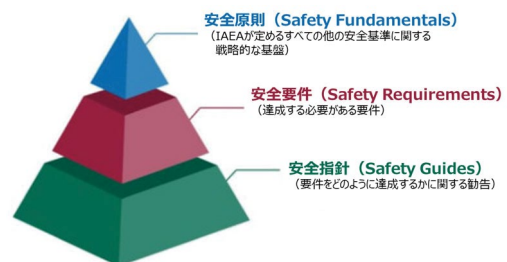 安全原則（Safety Fundamentals）
（IAEAが定めるすべての他の安全基準に関する
戦略的な基盤）
安全要件（Safety Requirements）
（達成する必要がある要件）
安全指針（Safety Guides）
（要件をどのように達成するかに関する勧告）